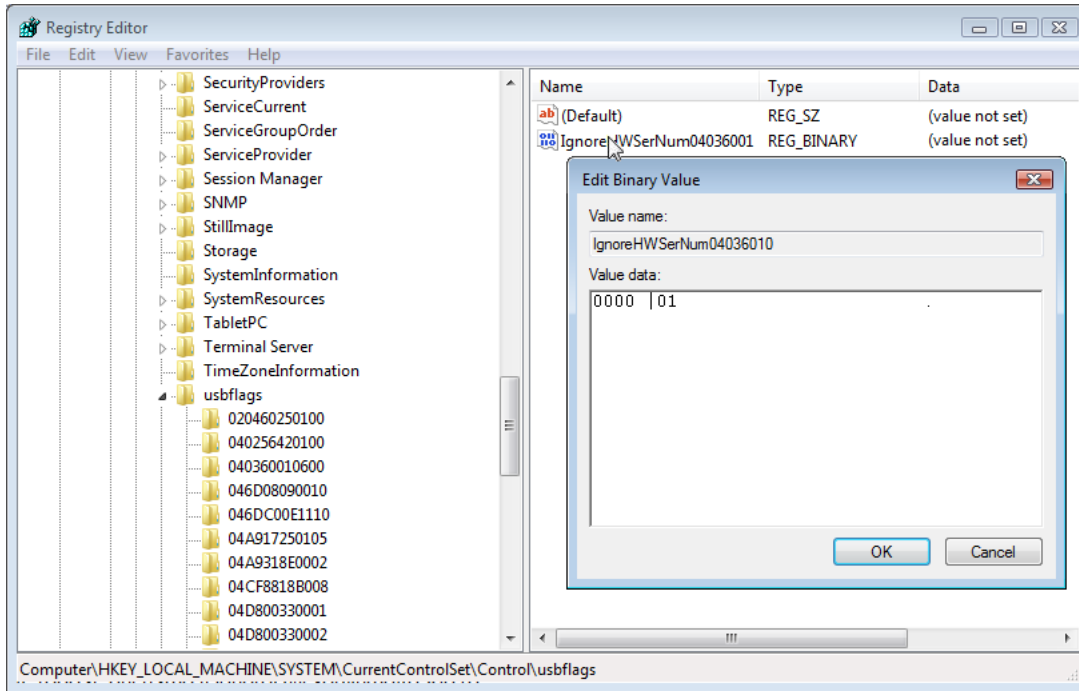 Registry Editor
File Edit View Favorites Help
SecurityProviders
ServiceCurrent
ServiceGroupOrder
ServiceProvider
Session Manager
SNMP
StillImage
Storage
SystemInformation
SystemResources
TabletPC
Terminal Server
TimeZoneInformation
usbflags
020460250100
040256420100
040360010600
046D08090010
046DC00E1110
04A917250105
04A9318E0002
04CF8818B008
04D800330001
04D800330002
Name Type Data
ab (Default) REG_SZ (value not set)
IgnoreHWSerNum04036001 REG_BINARY (value not set)
Edit Binary Value
Value name:
IgnoreHWSerNum04036010
Value data:
0000 01 .
OK Cancel
Computer\HKEY_LOCAL_MACHINE\SYSTEM\CurrentControlSet\Control\usbflags